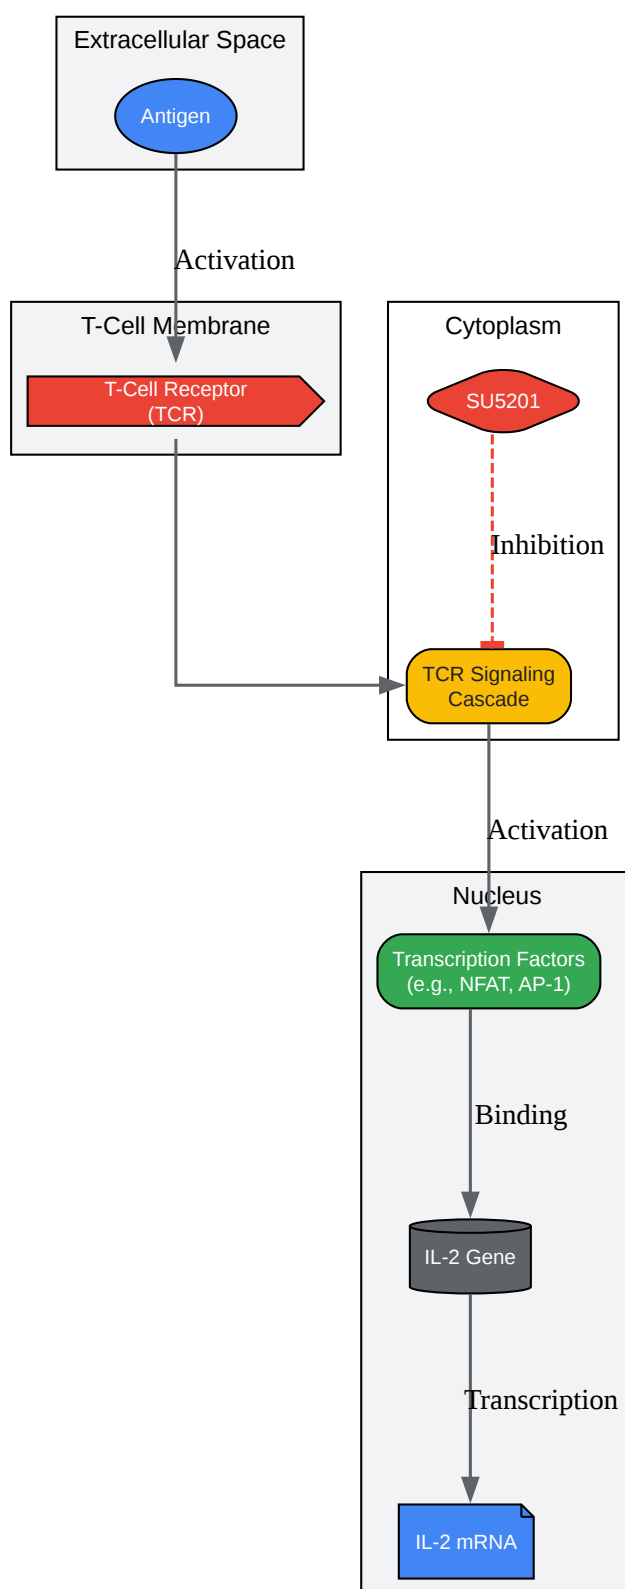 Extracellular Space
Antigen
Activation
T-Cell Membrane
T-Cell Receptor
(TCR)
Cytoplasm
SU5201
Inhibition
TCR Signaling
Cascade
Activation
Nucleus
Transcription Factors
(e.g., NFAT, AP-1)
Binding
IL-2 Gene
Transcription
IL-2 mRNA